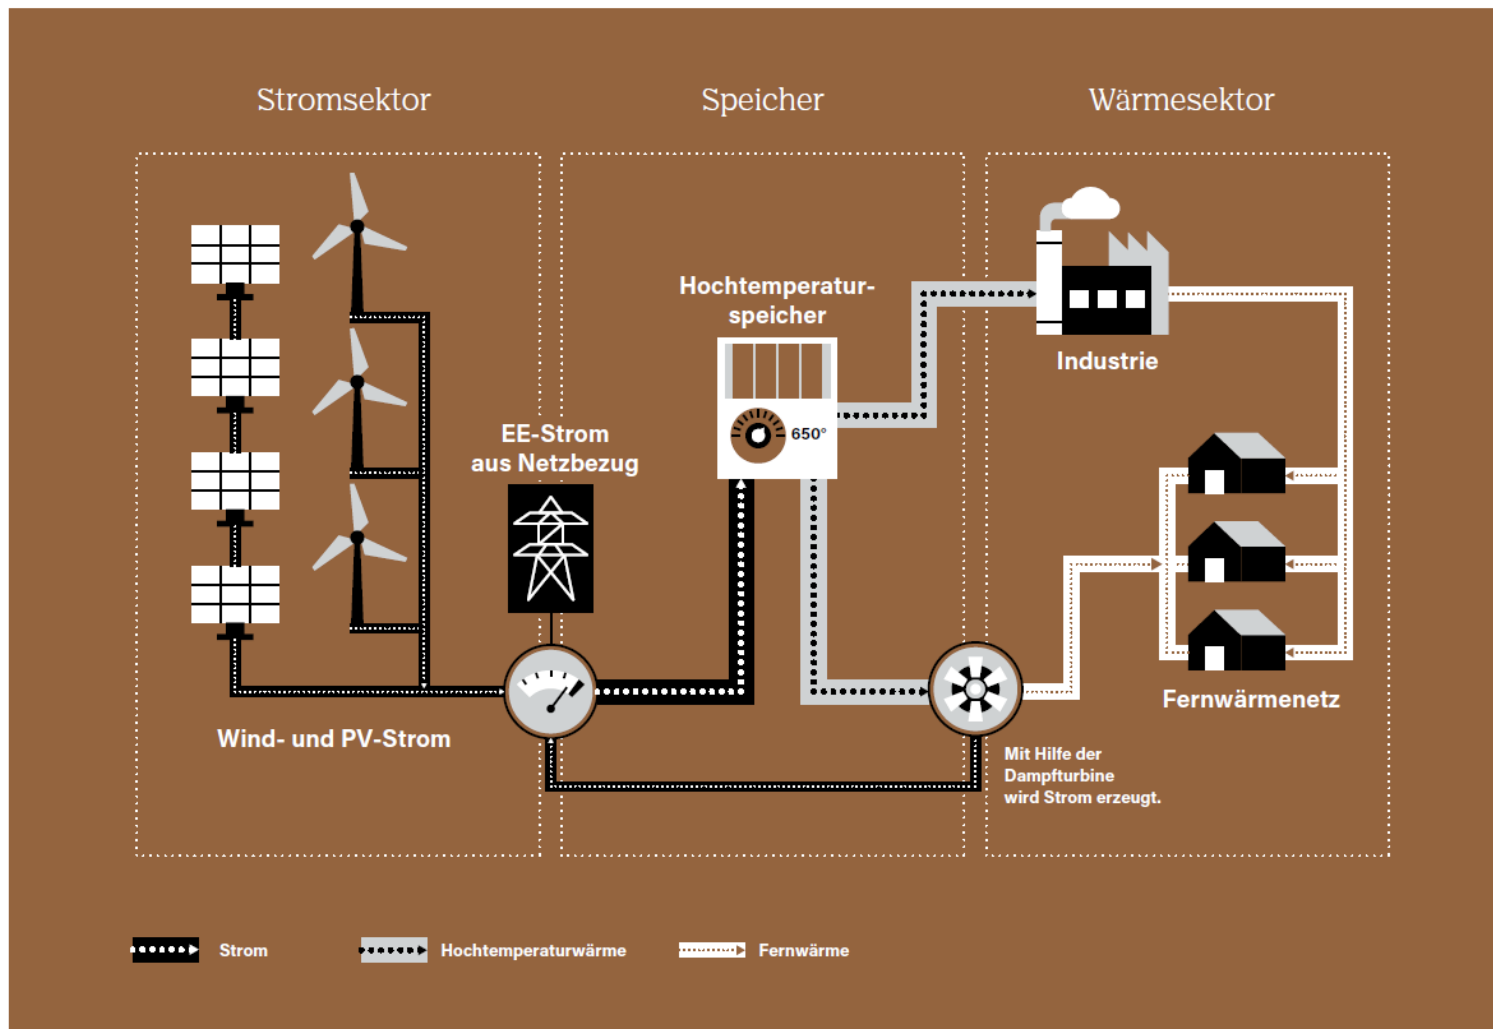 Stromsektor
Speicher
Wärmesektor
Hochtemperatur-
speicher
650°
Industrie
EE-Strom
aus Netzbezug
Fernwärmenetz
Wind- und PV-Strom
Mit Hilfe der
Dampfturbine
wird Strom erzeugt.
Strom
Hochtemperaturwärme
Fernwärme